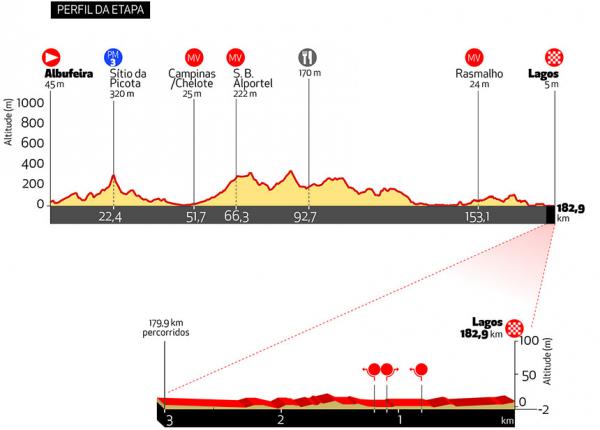 PERFIL DA ETAPA
PM
3
MV
MV
MV
Albufeira
45 m
Sítio da
Picota
320 m
Campinas
/Chelote
25 m
S. B.
Alportel
222 m
170 m
Rasmalho
24 m
Lagos
5 m
Altitude (m)
1000
800
600
400
200
0
22,4
51,7
66,3
92,7
153,1
182,9
km
179.9 km
percorridos
Lagos
182,9 km
100
50
0
-2
Altitude (m)
3
2
1
km